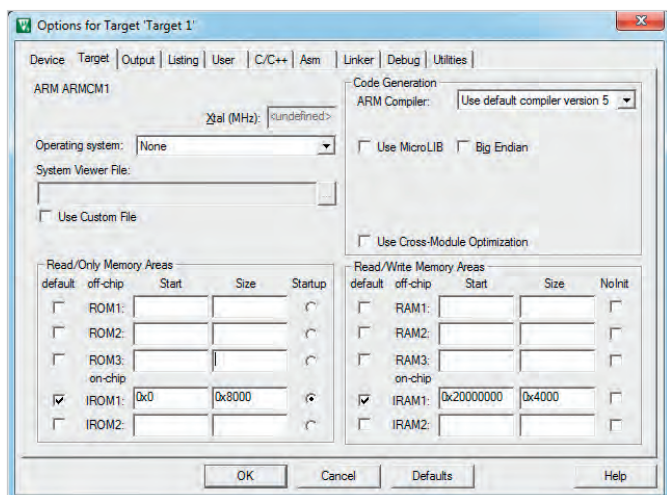 Options for Target 'Target 1'
Device Target Output Listing User C/C++ Asm Linker Debug Utilities
ARM ARMCM1
Xtal (MHz): <undefined>
Operating system: None
System Viewer File:
...
Use Custom File
Code Generation
ARM Compiler: Use default compiler version 5
Use MicroLIB Big Endian
Use Cross-Module Optimization
Read/Only Memory Areas
default off-chip Start Size Startup
ROM1:
ROM2:
ROM3:
on-chip
IROM1: 0x0 0x8000
IROM2:
Read/Write Memory Areas
default off-chip Start Size NoInit
RAM1:
RAM2:
RAM3:
on-chip
IRAM1: 0x20000000 0x4000
IRAM2:
OK Cancel Defaults Help